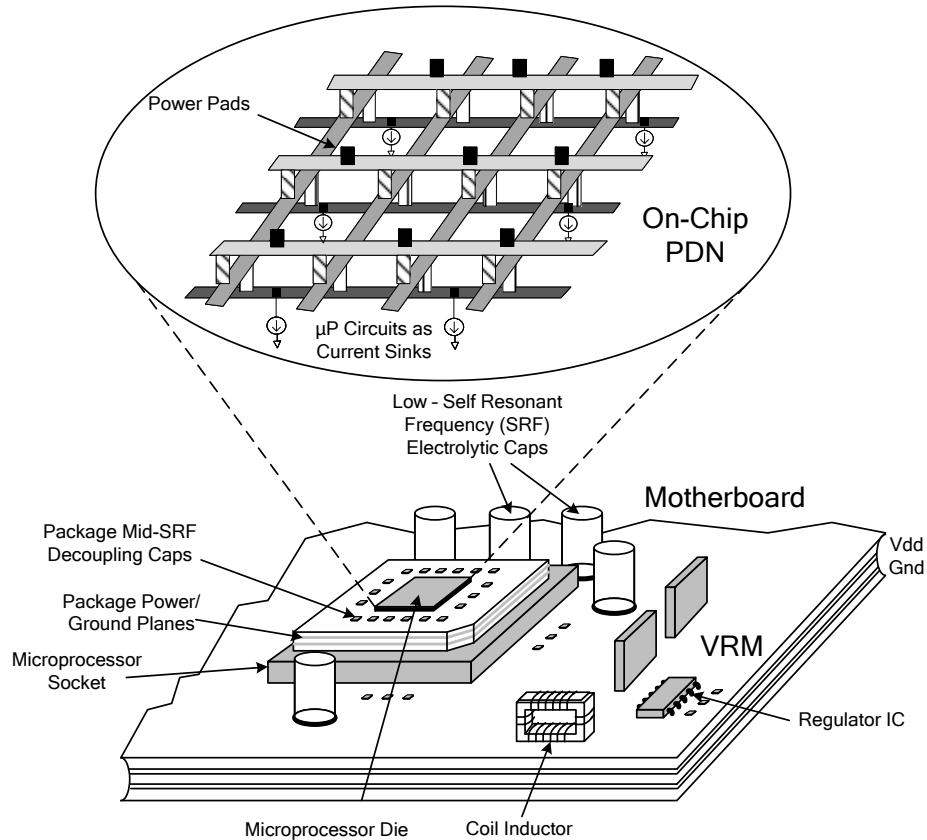 Power Pads
On-Chip
PDN
µP Circuits as
Current Sinks
Low - Self Resonant
Frequency (SRF)
Electrolytic Caps
Motherboard
Package Mid-SRF
Decoupling Caps
Vdd
Gnd
Package Power/
Ground Planes
Microprocessor
Socket
VRM
Regulator IC
Microprocessor Die
Coil Inductor